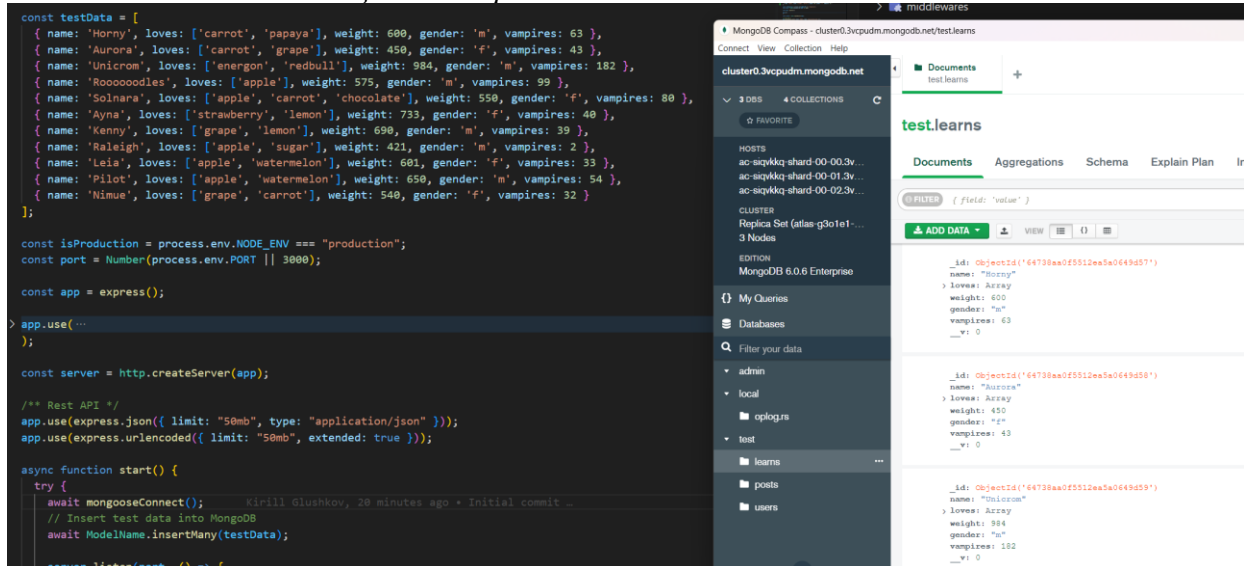 const testData = [
{ name: 'Hornaya', loves: ['carrot', 'papaya'], weight: 600, gender: 'm', vampires: 63 },
{ name: 'Aurora', loves: ['carrot', 'grape'], weight: 450, gender: 'f', vampires: 43 },
{ name: 'Unicrom', loves: ['energon', 'redbull'], weight: 984, gender: 'm', vampires: 182 },
{ name: 'Roooooodles', loves: ['apple'], weight: 575, gender: 'm', vampires: 99 },
{ name: 'Solnara', loves: ['apple', 'carrot', 'chocolate'], weight: 550, gender: 'f', vampires: 80 },
{ name: 'Ayna', loves: ['strawberry', 'lemon'], weight: 733, gender: 'f', vampires: 40 },
{ name: 'Kenny', loves: ['grape', 'lemon'], weight: 690, gender: 'm', vampires: 39 },
{ name: 'Raleigh', loves: ['apple', 'sugar'], weight: 421, gender: 'm', vampires: 2 },
{ name: 'Leia', loves: ['apple', 'watermelon'], weight: 601, gender: 'f', vampires: 33 },
{ name: 'Pilot', loves: ['apple', 'watermelon'], weight: 650, gender: 'm', vampires: 54 },
{ name: 'Nimue', loves: ['grape', 'carrot'], weight: 540, gender: 'f', vampires: 32 }
];
const isProduction = process.env.NODE_ENV === "production";
const port = Number(process.env.PORT || 3000);
const app = express();
app.use( ...
);
const server = http.createServer(app);
/** Rest API */
app.use(express.json({ limit: "50mb", type: "application/json" }));
app.use(express.urlencoded({ limit: "50mb", extended: true }));
async function start() {
try {
await mongooseConnect(); Kirill Glushkov, 20 minutes ago • Initial commit …
// Insert test data into MongoDB
await ModelName.insertMany(testData);
middlewares
MongoDB Compass - cluster0.3vcpudm.mongodb.net/test.learns
Connect View Collection Help
cluster0.3vcpudm.mongodb.net
3 DBS 4 COLLECTIONS
FAVORITE
HOSTS
ac-siqvkkq-shard-00-00.3v...
ac-siqvkkq-shard-00-01.3v...
ac-siqvkkq-shard-00-02.3v...
CLUSTER
Replica Set (atlas-g3o1e1-...
3 Nodes
EDITION
MongoDB 6.0.6 Enterprise
{} My Queries
Databases
Filter your data
admin
local
oplog.rs
test
learns
posts
users
Documents
test.learns
+
test.learns
Documents Aggregations Schema Explain Plan
FILTER { field: 'value' }
ADD DATA VIEW {}
_id: ObjectId('64738aa0f5512ea5a0649d57')
name: "Horny"
loves: Array
weight: 600
gender: "m"
vampires: 63
__v: 0
_id: ObjectId('64738aa0f5512ea5a0649d58')
name: "Aurora"
loves: Array
weight: 450
gender: "f"
vampires: 43
__v: 0
_id: ObjectId('64738aa0f5512ea5a0649d59')
name: "Unicrom"
loves: Array
weight: 984
gender: "m"
vampires: 182
__v: 0